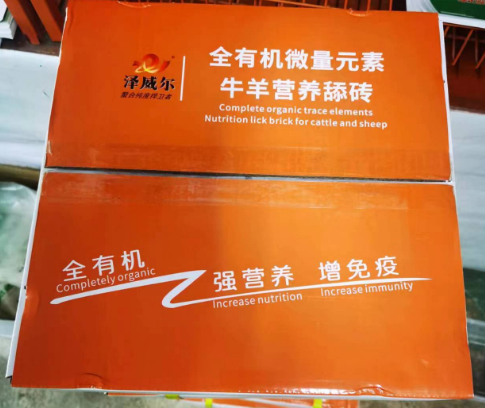 泽威尔
全有机微量元素
牛羊营养舔砖
Complete organic trace elements
Nutrition lick brick for cattle and sheep
全有机
Completely organic
强营养 增免疫
Increase nutrition Increase immunity